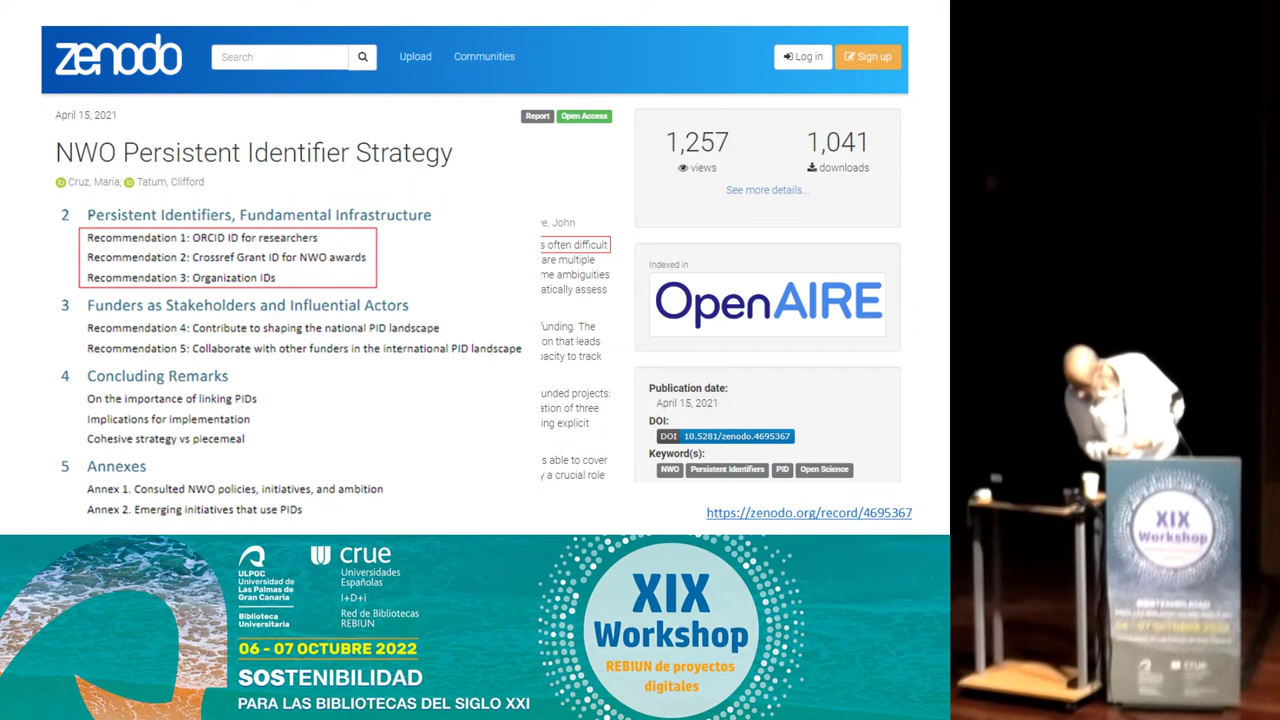 zenodo
Search
Upload
Communities
Log in
Sign up
April 15, 2021
Report
Open Access
NWO Persistent Identifier Strategy
Cruz, Maria; Tatum, Clifford
2 Persistent Identifiers, Fundamental Infrastructure
Recommendation 1: ORCID ID for researchers
Recommendation 2: Crossref Grant ID for NWO awards
Recommendation 3: Organization IDs
3 Funders as Stakeholders and Influential Actors
Recommendation 4: Contribute to shaping the national PID landscape
Recommendation 5: Collaborate with other funders in the international PID landscape
4 Concluding Remarks
On the importance of linking PIDs
Implications for implementation
Cohesive strategy vs piecemeal
5 Annexes
Annex 1. Consulted NWO policies, initiatives, and ambition
Annex 2. Emerging initiatives that use PIDs
ve, John
s often difficult
are multiple
me ambiguities
atically assess
funding. The
on that leads
pacity to track
unded projects:
ation of three
ing explicit
s able to cover
y a crucial role
1,257
views
1,041
downloads
See more details...
Indexed in
OpenAIRE
Publication date:
April 15, 2021
DOI:
DOI 10.5281/zenodo.4695367
Keyword(s):
NWO
Persistent Identifiers
PID
Open Science
https://zenodo.org/record/4695367
ULPGC
Universidad de
Las Palmas de
Gran Canaria
Biblioteca
Universitaria
crue
Universidades
Españolas
I+D+i
Red de Bibliotecas
REBIUN
06 - 07 OCTUBRE 2022
SOSTENIBILIDAD
PARA LAS BIBLIOTECAS DEL SIGLO XXI
XIX
Workshop
REBIUN de proyectos
digitales
XIX
Workshop
SOSTENIBILIDAD
crue